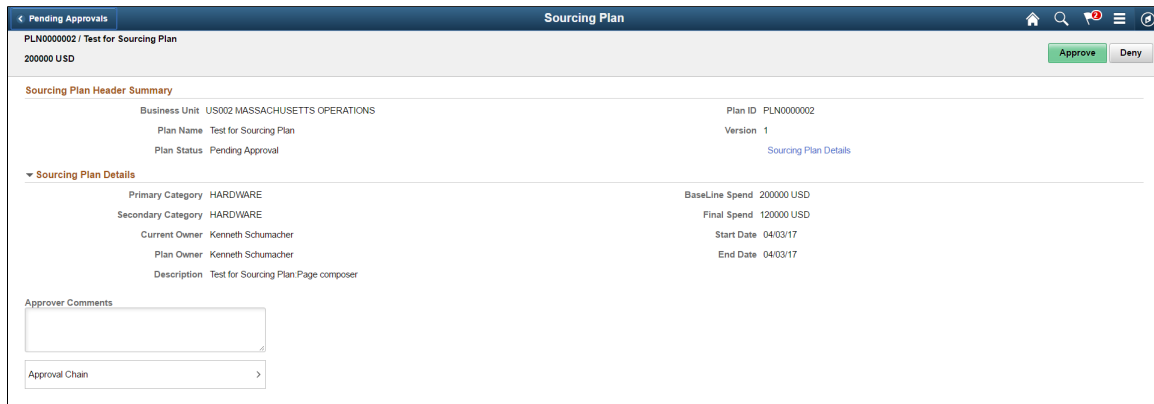 Pending Approvals
Sourcing Plan
2
PLN0000002 / Test for Sourcing Plan
200000 USD
Approve
Deny
Sourcing Plan Header Summary
Business Unit US002 MASSACHUSETTS OPERATIONS
Plan ID PLN0000002
Plan Name Test for Sourcing Plan
Version 1
Plan Status Pending Approval
Sourcing Plan Details
Sourcing Plan Details
Primary Category HARDWARE
BaseLine Spend 200000 USD
Secondary Category HARDWARE
Final Spend 120000 USD
Current Owner Kenneth Schumacher
Start Date 04/03/17
Plan Owner Kenneth Schumacher
End Date 04/03/17
Description Test for Sourcing Plan:Page composer
Approver Comments
Approval Chain